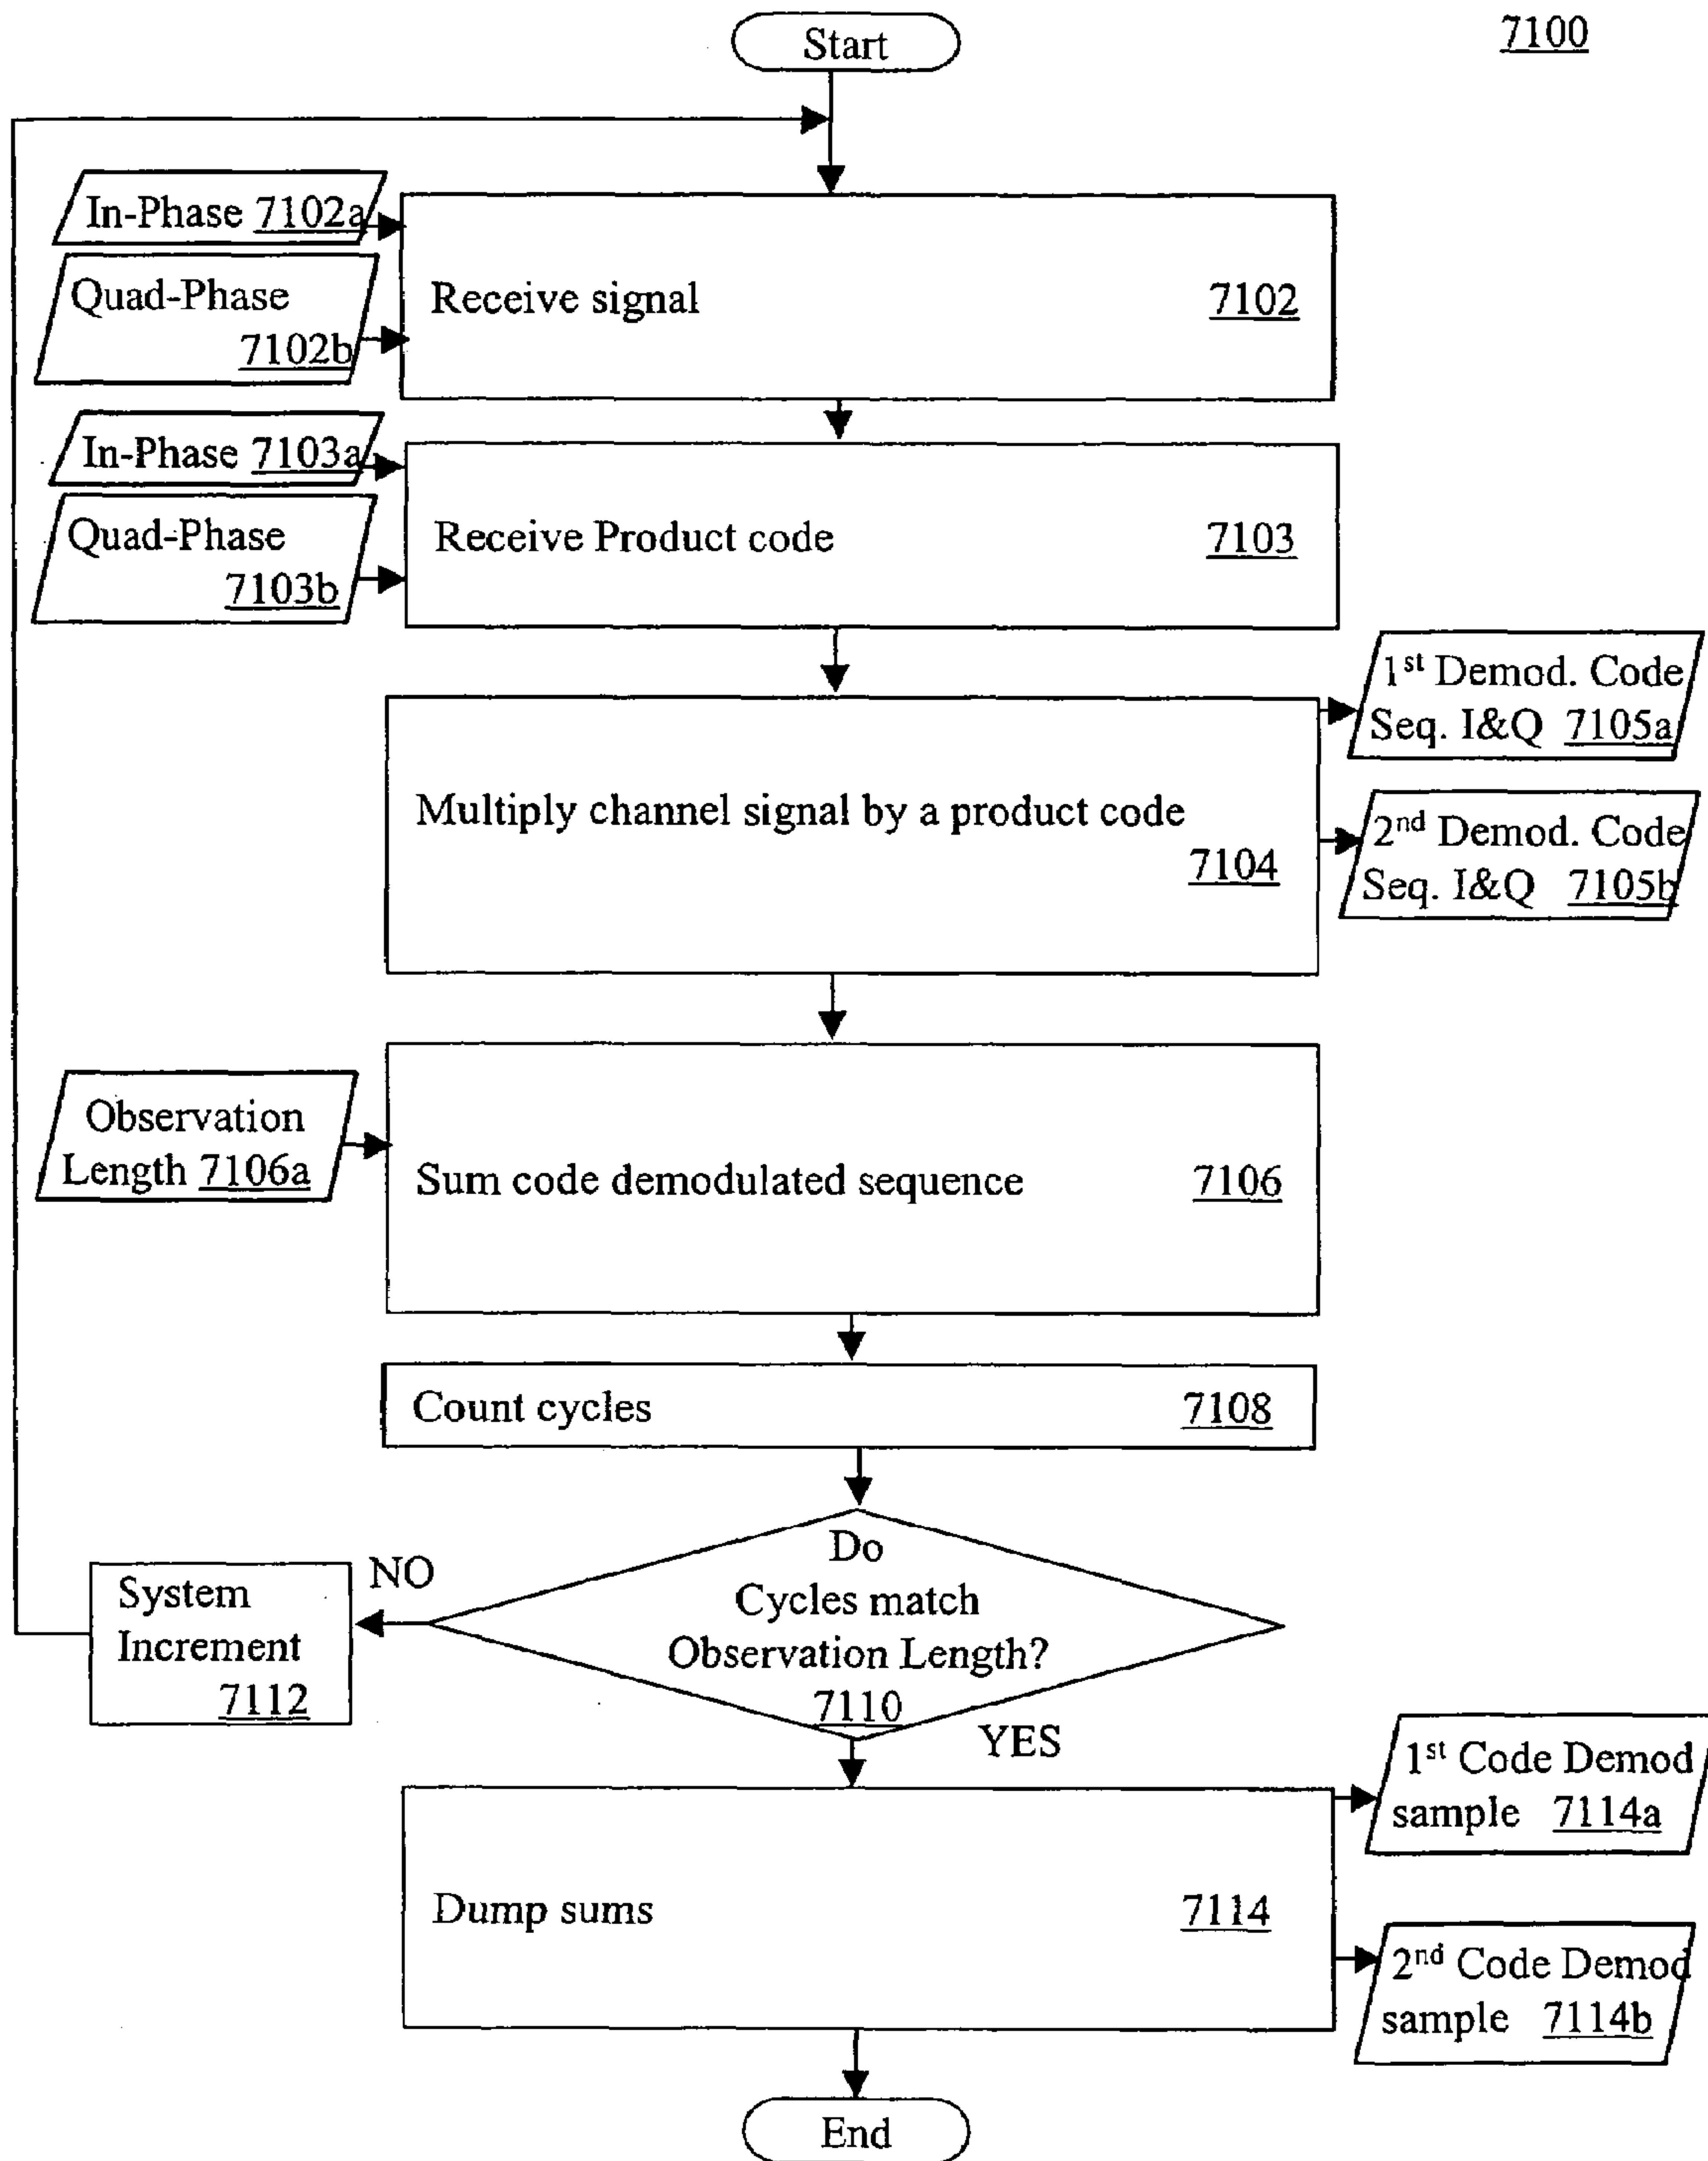 7100
Start
In-Phase 7102a
Quad-Phase
7102b
Receive signal 7102
In-Phase 7103a
Quad-Phase
7103b
Receive Product code 7103
1st Demod. Code
Seq. I&Q 7105a
Multiply channel signal by a product code
7104
2nd Demod. Code
Seq. I&Q 7105b
Observation
Length 7106a
Sum code demodulated sequence 7106
Count cycles 7108
Do
Cycles match
Observation Length?
7110
NO
System
Increment
7112
YES
1st Code Demod
sample 7114a
Dump sums 7114
2nd Code Demod
sample 7114b
End